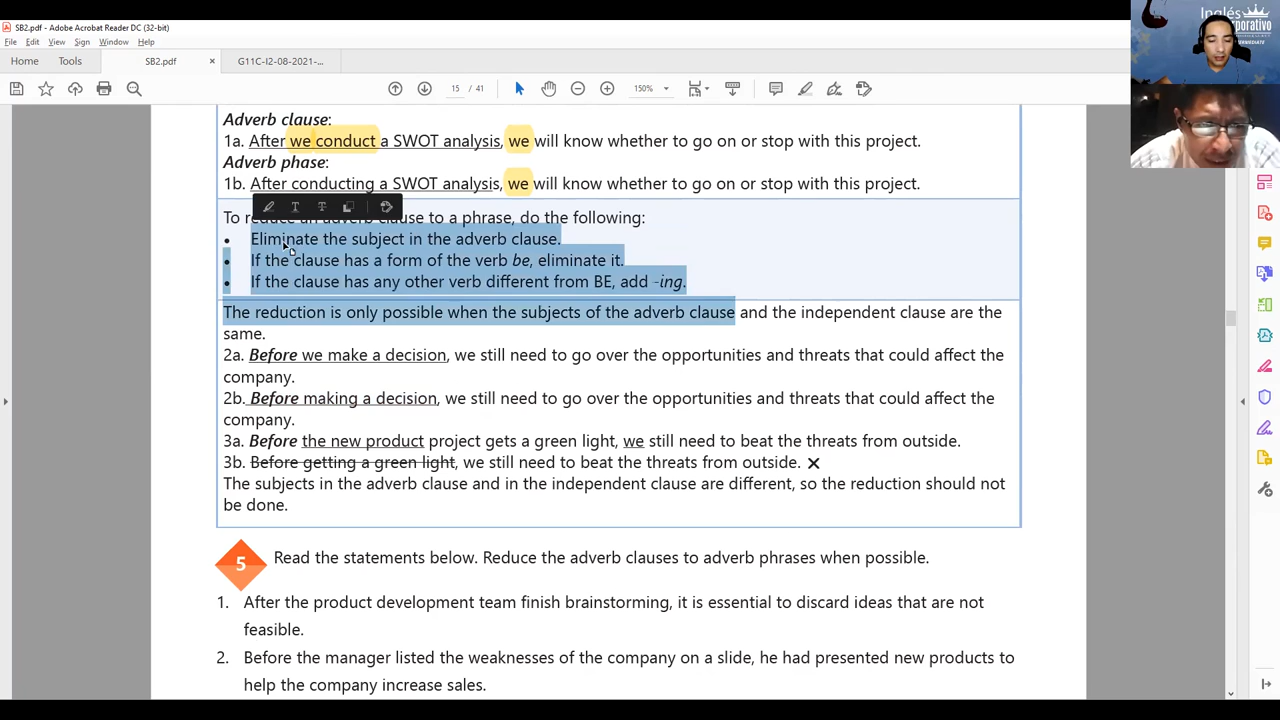 SB2.pdf - Adobe Acrobat Reader DC (32-bit)
File Edit View Sign Window Help
Home Tools SB2.pdf × G11C-I2-08-2021-...
15 / 41 150%
Inglés
orporativo
Adverb clause:
1a. After we conduct a SWOT analysis, we will know whether to go on or stop with this project.
Adverb phase:
1b. After conducting a SWOT analysis, we will know whether to go on or stop with this project.
To reduce an adverb clause to a phrase, do the following:
• Eliminate the subject in the adverb clause.
• If the clause has a form of the verb be, eliminate it.
• If the clause has any other verb different from BE, add -ing.
The reduction is only possible when the subjects of the adverb clause and the independent clause are the
same.
2a. Before we make a decision, we still need to go over the opportunities and threats that could affect the
company.
2b. Before making a decision, we still need to go over the opportunities and threats that could affect the
company.
3a. Before the new product project gets a green light, we still need to beat the threats from outside.
3b. Before getting a green light, we still need to beat the threats from outside. ✕
The subjects in the adverb clause and in the independent clause are different, so the reduction should not
be done.
5 Read the statements below. Reduce the adverb clauses to adverb phrases when possible.
1. After the product development team finish brainstorming, it is essential to discard ideas that are not
feasible.
2. Before the manager listed the weaknesses of the company on a slide, he had presented new products to
help the company increase sales.